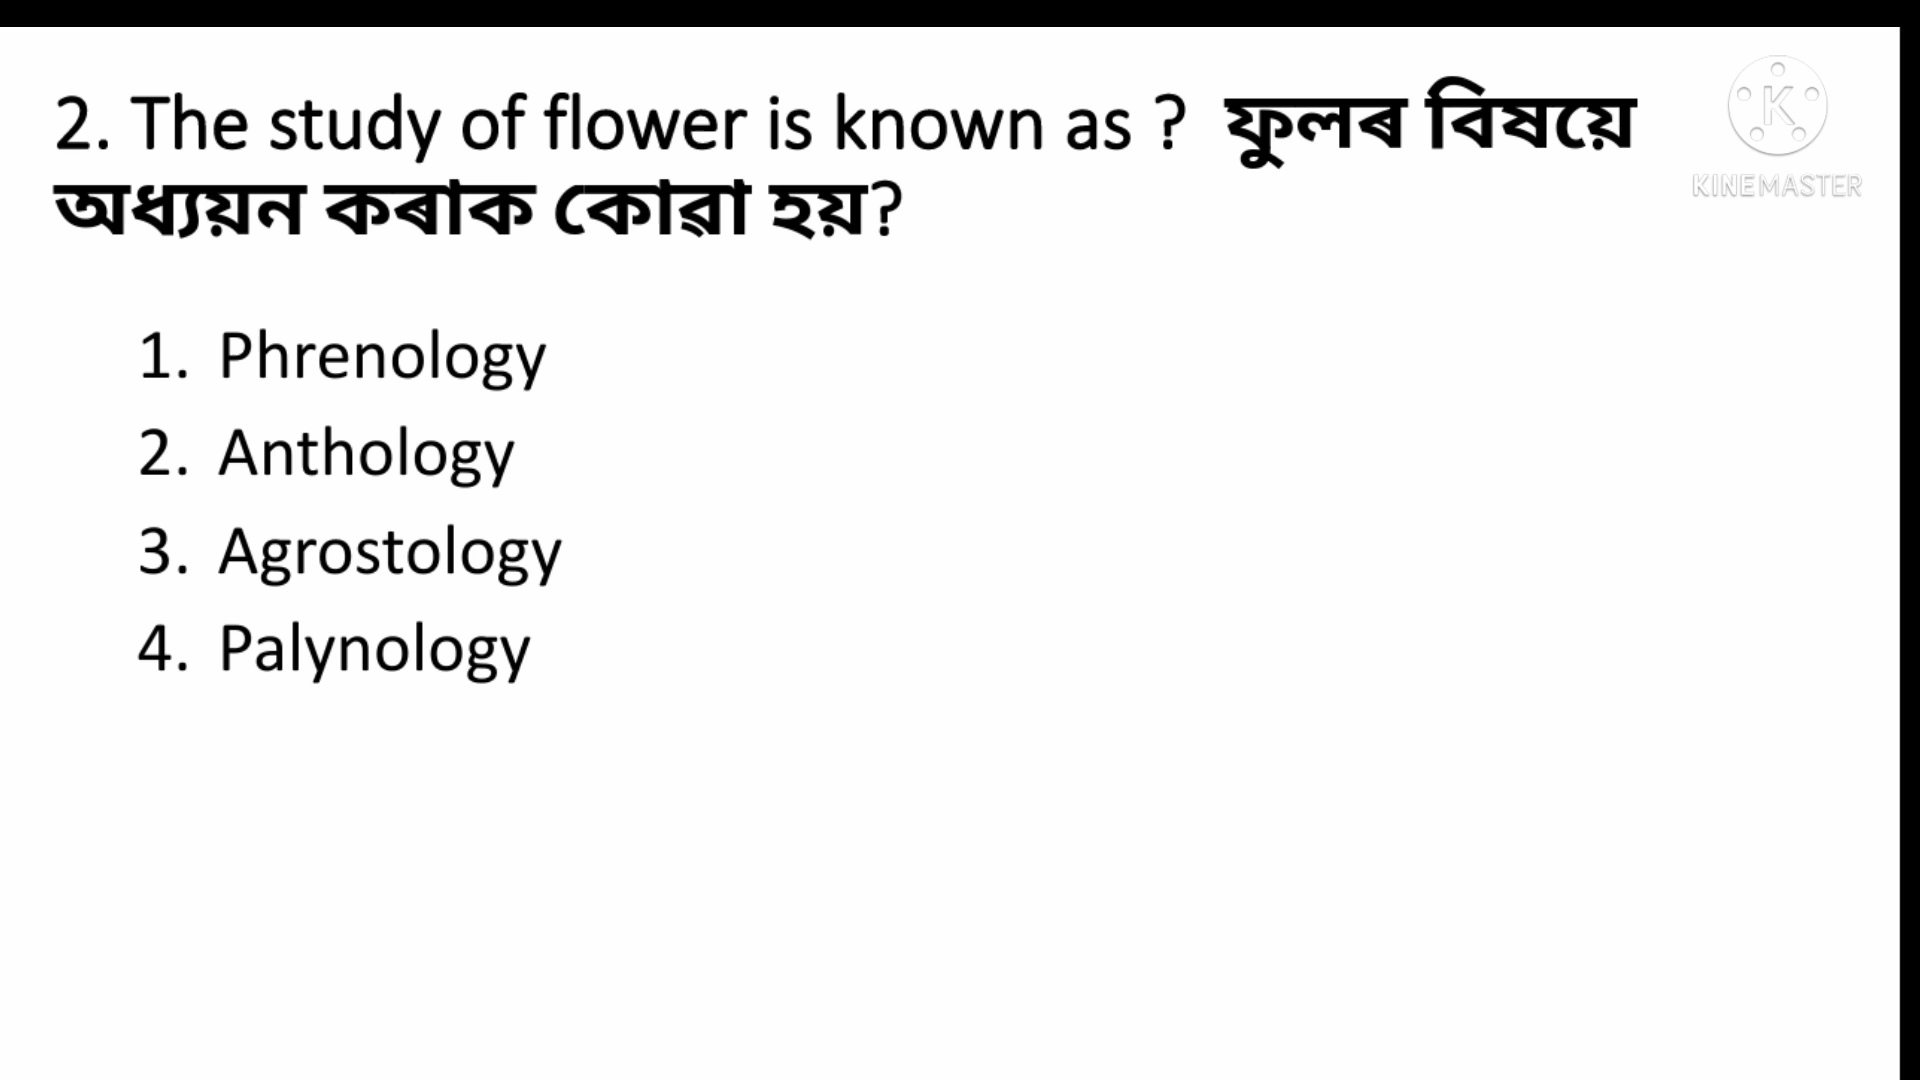 2. The study of flower is known as ? ফুলৰ বিষয়ে
অধ্যয়ন কৰাক কোৱা হয়?
K
KINEMASTER
1. Phrenology
2. Anthology
3. Agrostology
4. Palynology